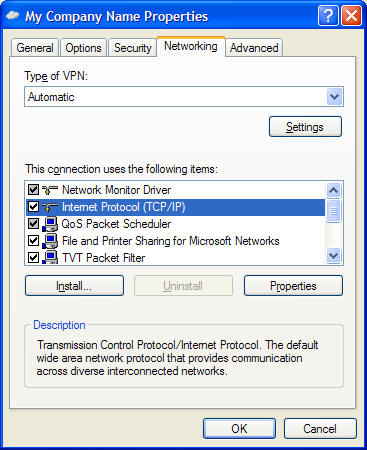 My Company Name Properties
General Options Security Networking Advanced
Type of VPN:
Automatic
Settings
This connection uses the following items:
Network Monitor Driver
Internet Protocol (TCP/IP)
QoS Packet Scheduler
File and Printer Sharing for Microsoft Networks
TVT Packet Filter
Install... Uninstall Properties
Description
Transmission Control Protocol/Internet Protocol. The default
wide area network protocol that provides communication
across diverse interconnected networks.
OK Cancel